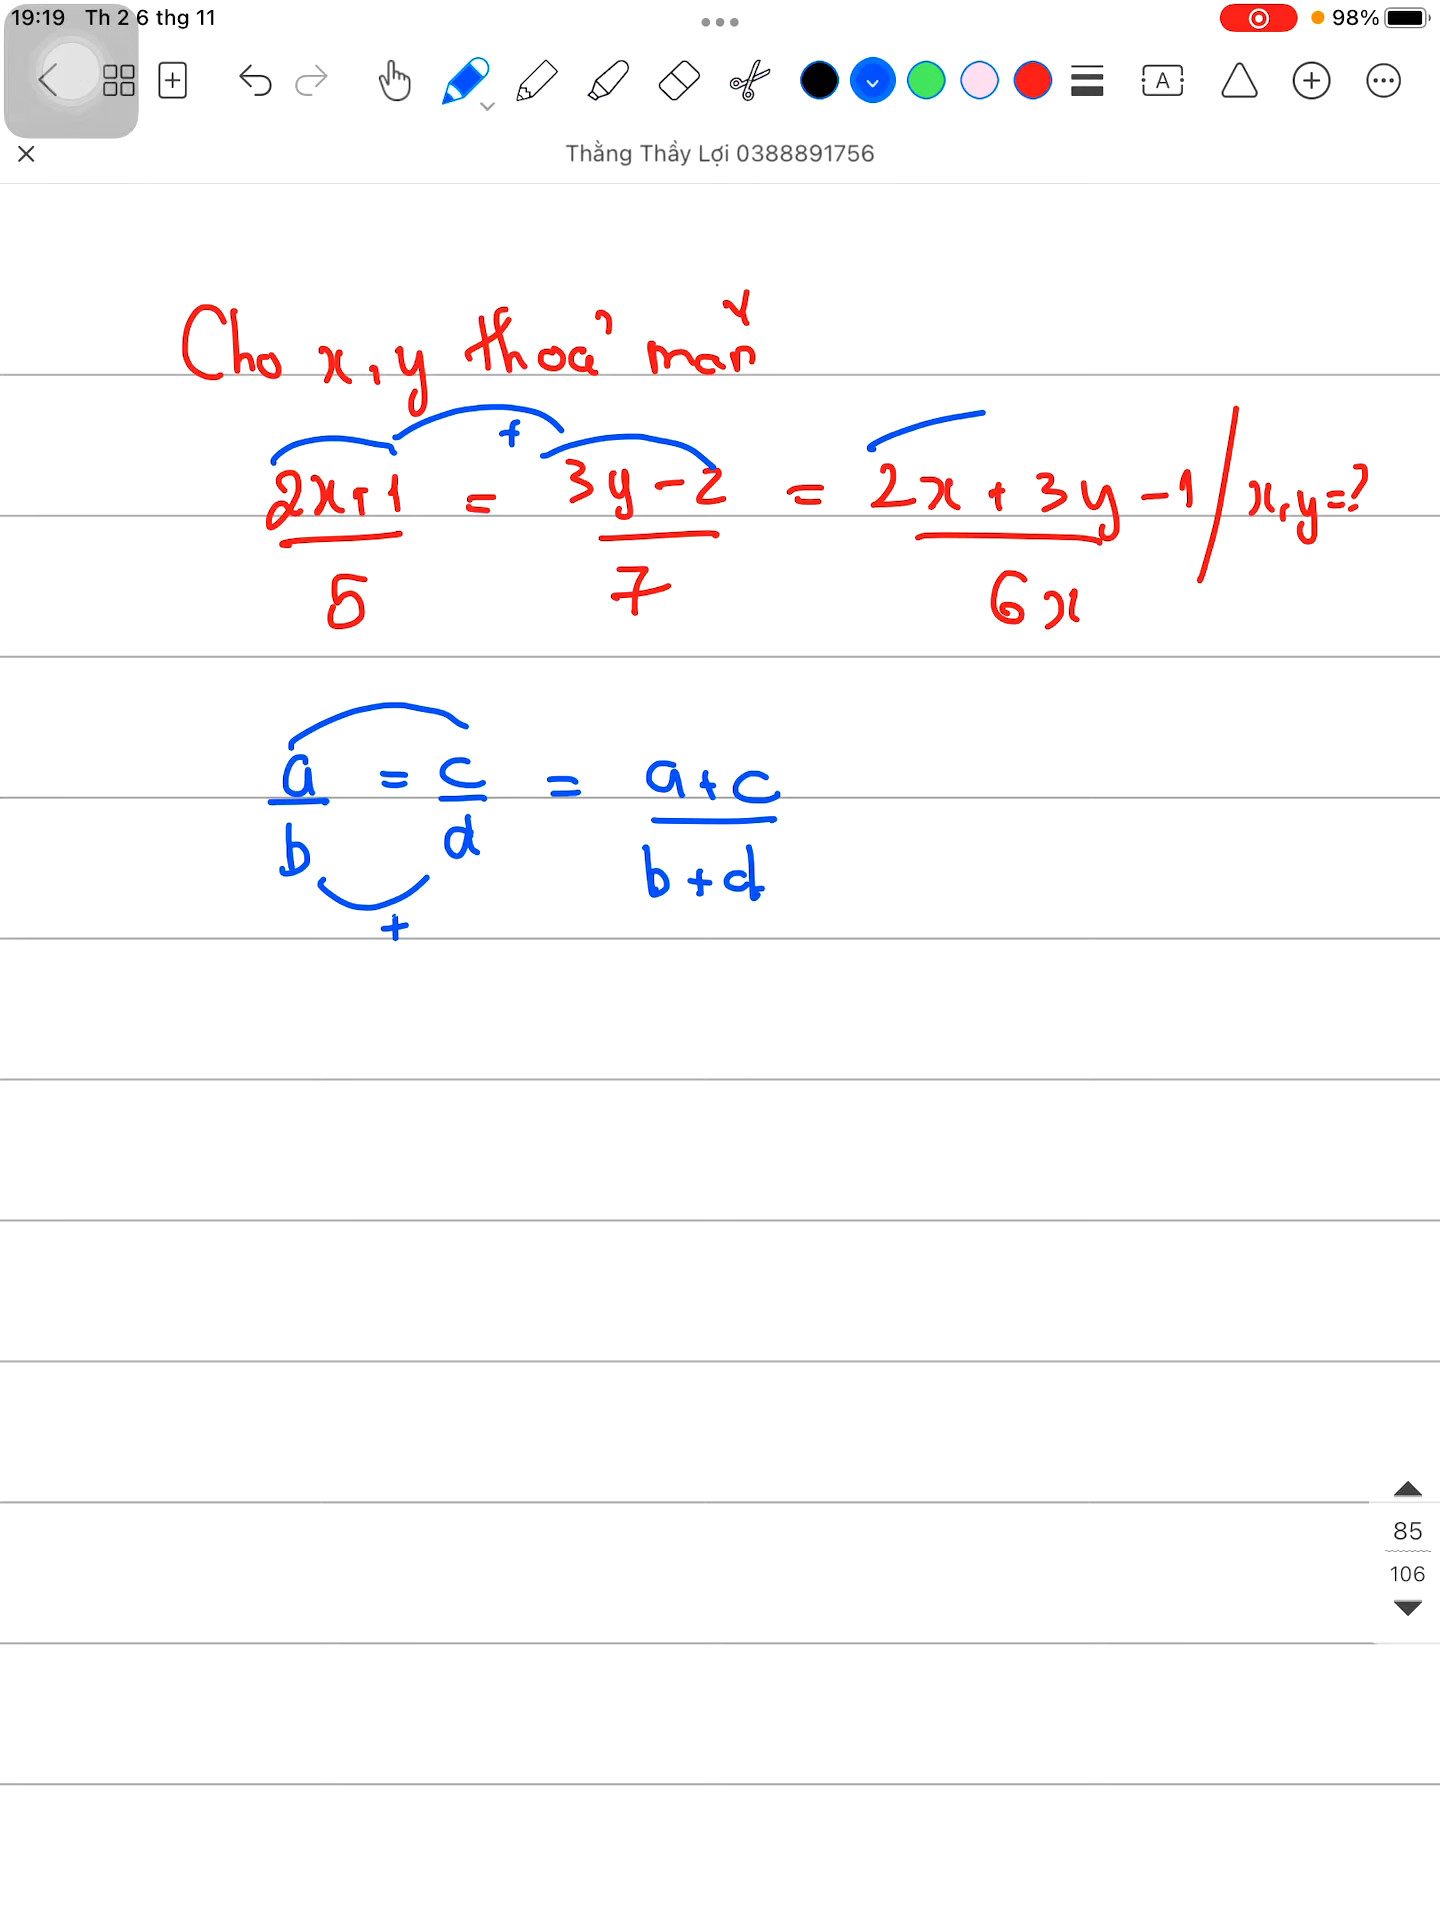 19:19 Th 2 6 thg 11 98%
A
Thằng Thầy Lợi 0388891756
Cho x, y thoả mãn
+
2x+1 = 3y-2 = 2x+3y-1 / x,y=?
5 7 6x
a = c = a+c
b d b+d
+
85
106